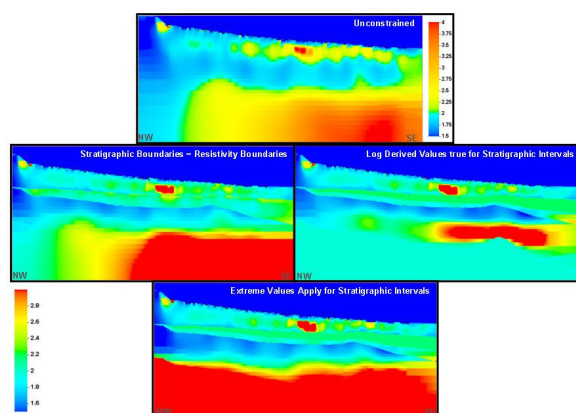 Unconstrained
4
3.75
3.5
3.25
3
2.75
2.5
2.25
2
1.75
1.5
NW
SE
Stratigraphic Boundaries – Resistivity Boundaries
SE
Log Derived Values true for Stratigraphic Intervals
NW
NW
2.8
2.6
2.4
2.2
2
1.8
1.6
Extreme Values Apply for Stratigraphic Intervals